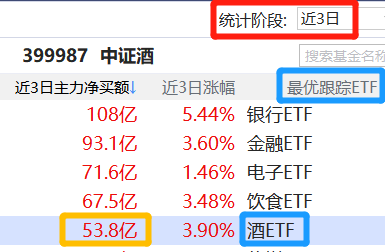 统计阶段: 近3日
399987 中证酒
搜索基金名称
近3日主力净买额↓ 近3日涨幅 最优跟踪ETF
108亿 5.44% 银行ETF
93.1亿 3.60% 金融ETF
71.6亿 1.46% 电子ETF
67.5亿 3.48% 饮食ETF
53.8亿 3.90% 酒ETF